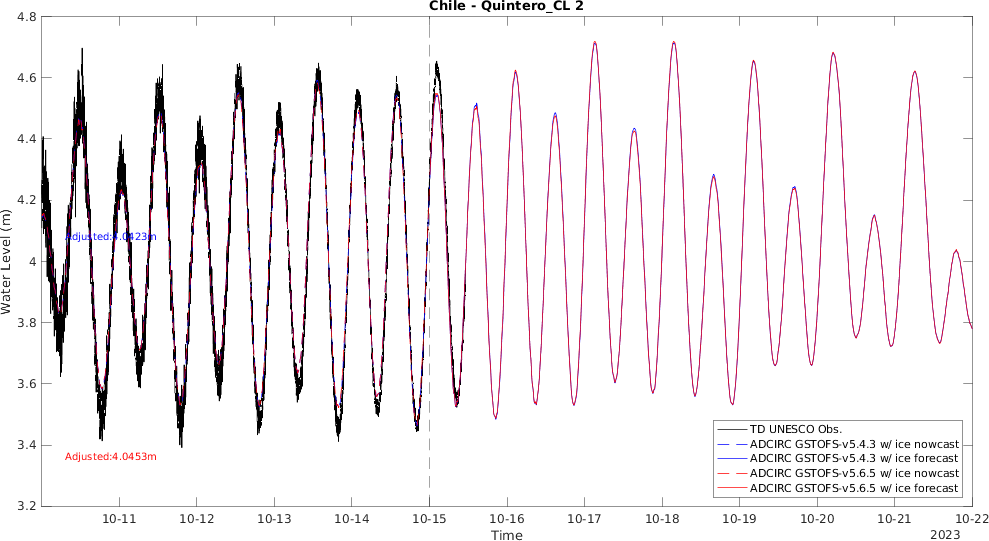 Chile - Quintero_CL 2
4.8
4.6
4.4
4.2
4
3.8
3.6
3.4
3.2
Water Level (m)
Adjusted:4.0423m
Adjusted:4.0453m
TD UNESCO Obs.
ADCIRC GSTOFS-v5.4.3 w/ ice nowcast
ADCIRC GSTOFS-v5.4.3 w/ ice forecast
ADCIRC GSTOFS-v5.6.5 w/ ice nowcast
ADCIRC GSTOFS-v5.6.5 w/ ice forecast
10-11 10-12 10-13 10-14 10-15 10-16 10-17 10-18 10-19 10-20 10-21 10-22
Time
2023